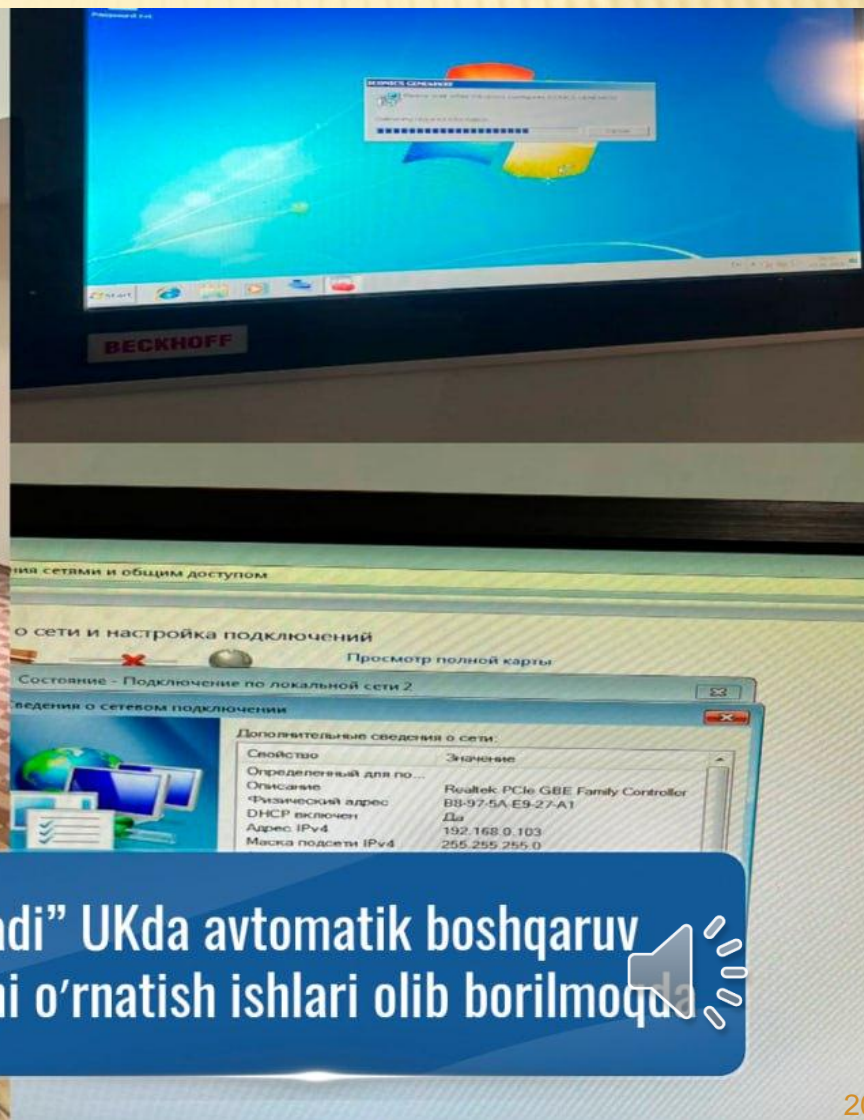 Start
BECKHOFF
ния сетями и общим доступом
о сети и настройка подключений
Просмотр полной карты
Состояние - Подключение по локальной сети 2
ведения о сетевом подключении
Дополнительные сведения о сети:
Свойство Значение
Определенный для по...
Описание Realtek PCIe GBE Family Controller
Физический адрес B8-97-5A-E9-27-A1
DHCP включен Да
Адрес IPv4 192.168.0.103
Маска подсети IPv4 255.255.255.0
adi” UKda avtomatik boshqaruv
ni o′rnatish ishlari olib borilmoqda